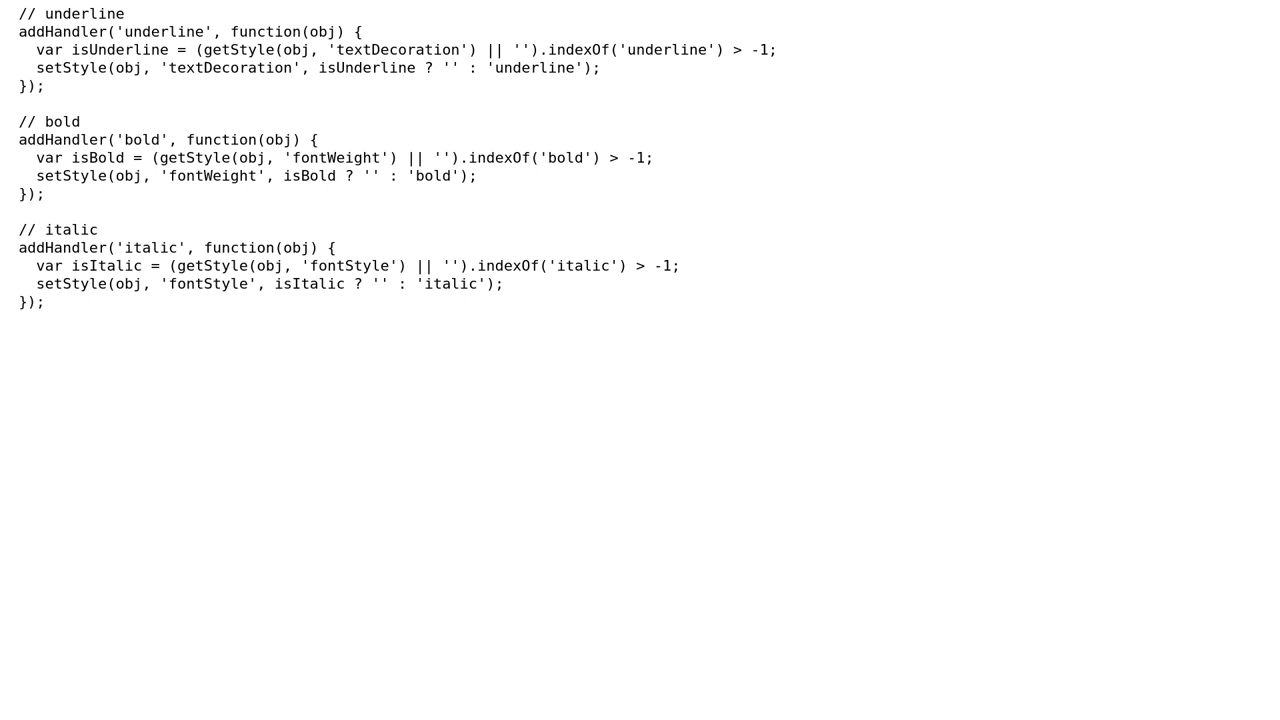 // underline
addHandler('underline', function(obj) {
  var isUnderline = (getStyle(obj, 'textDecoration') || '').indexOf('underline') > -1;
  setStyle(obj, 'textDecoration', isUnderline ? '' : 'underline');
});

// bold
addHandler('bold', function(obj) {
  var isBold = (getStyle(obj, 'fontWeight') || '').indexOf('bold') > -1;
  setStyle(obj, 'fontWeight', isBold ? '' : 'bold');
});

// italic
addHandler('italic', function(obj) {
  var isItalic = (getStyle(obj, 'fontStyle') || '').indexOf('italic') > -1;
  setStyle(obj, 'fontStyle', isItalic ? '' : 'italic');
});